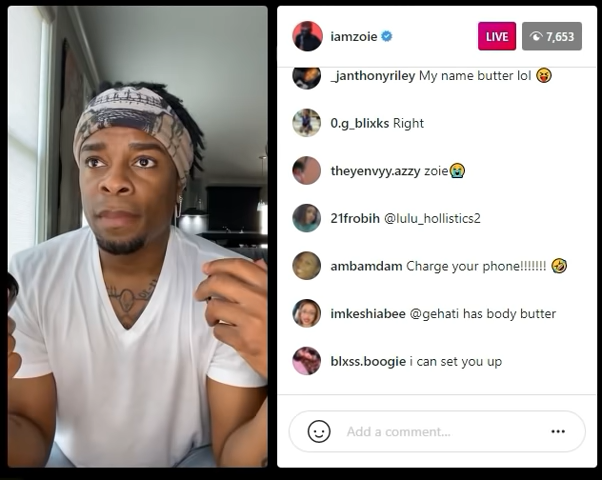 iamzoie
LIVE
7,653
_janthonyriley My name butter lol 😝
0.g_blixks Right
theyenvyy.azzy zoie😭
21frobih @lulu_hollistics2
ambamdam Charge your phone!!!!!!! 🤣
imkeshiabee @gehati has body butter
blxss.boogie i can set you up
Add a comment...